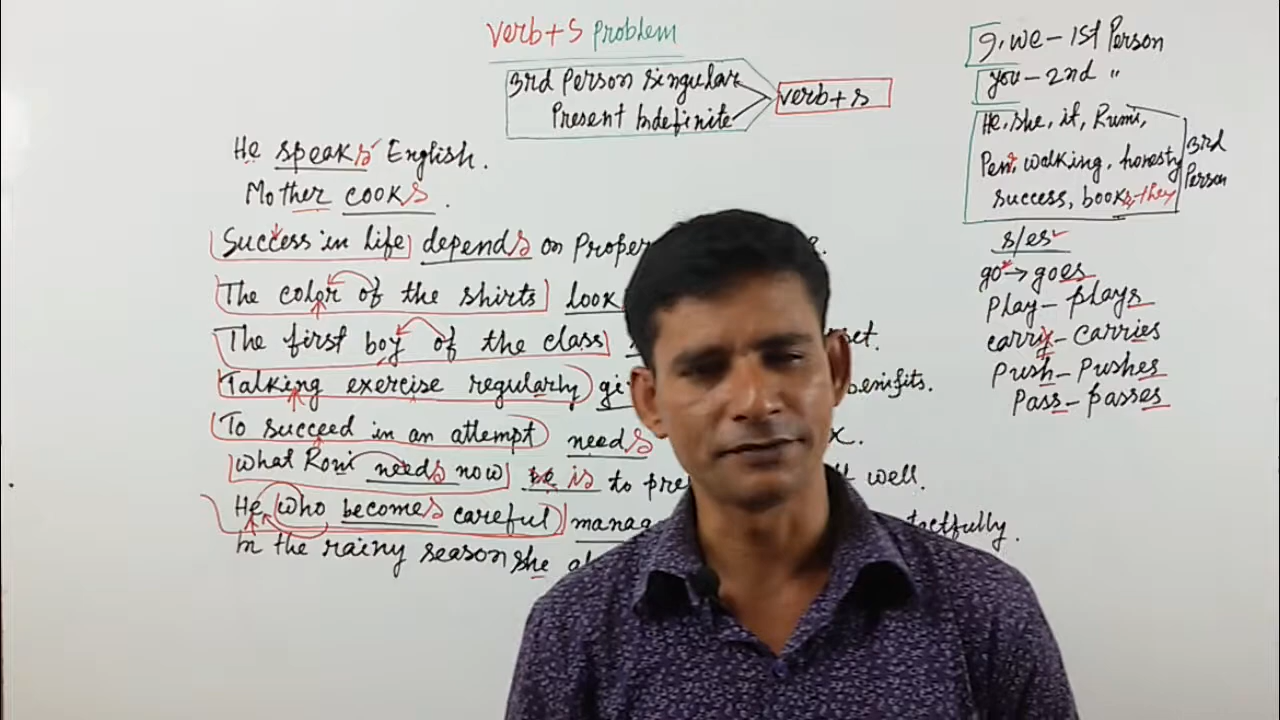 verb+s problem
3rd Person singular
Present Indefinite
verb+s
He speaks English.
Mother cooks.
Success in life depends on Proper
The color of the shirts look
The first boy of the class
Talking exercise regularly gi
benifits.
To succeed in an attempt needs
What Roni needs now is to pre
well.
He who becomes careful manag
tactfully.
In the rainy season she al
I, we - 1st Person
you - 2nd "
He, she, it, Rumi,
Pen, walking, honesty
success, books, they
3rd Person
s/es
go → goes
Play - plays
carry - carries
Push - Pushes
Pass - passes